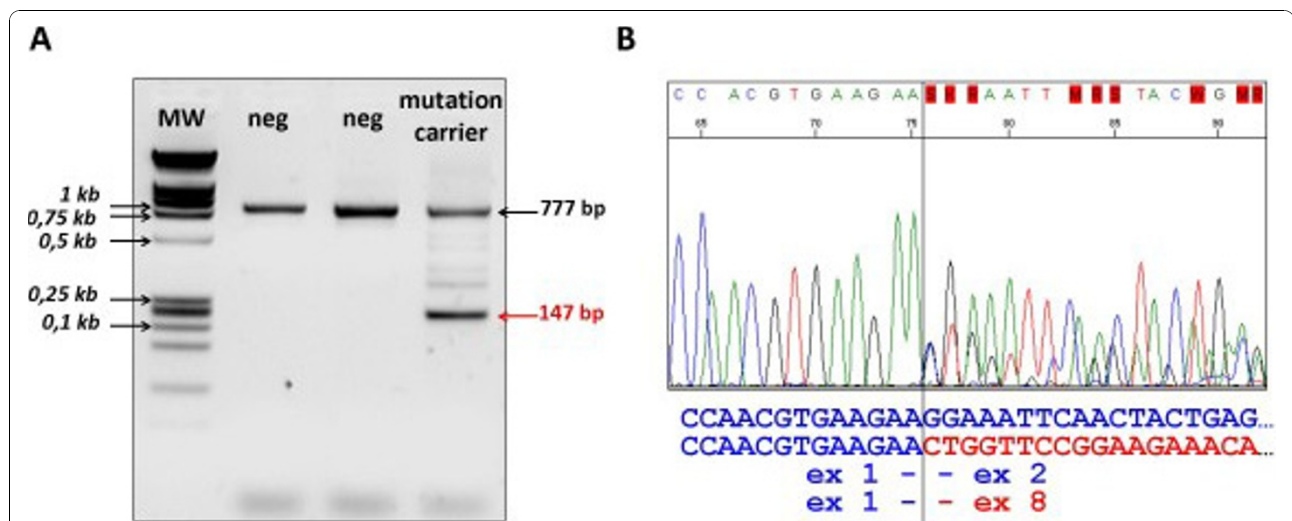 A
MW
neg
neg
mutation
carrier
1 kb
0,75 kb
0,5 kb
0,25 kb
0,1 kb
777 bp
147 bp
B
C C A C G T G A A G A A S K R A A T T M R S T A C W G M R
65 70 75 80 85 90
CCAACGTGAAGAAGGAAATTCAACTACTGAG...
CCAACGTGAAGAACTGGTTCCGGAAGAAACA...
ex 1 - - ex 2
ex 1 - - ex 8